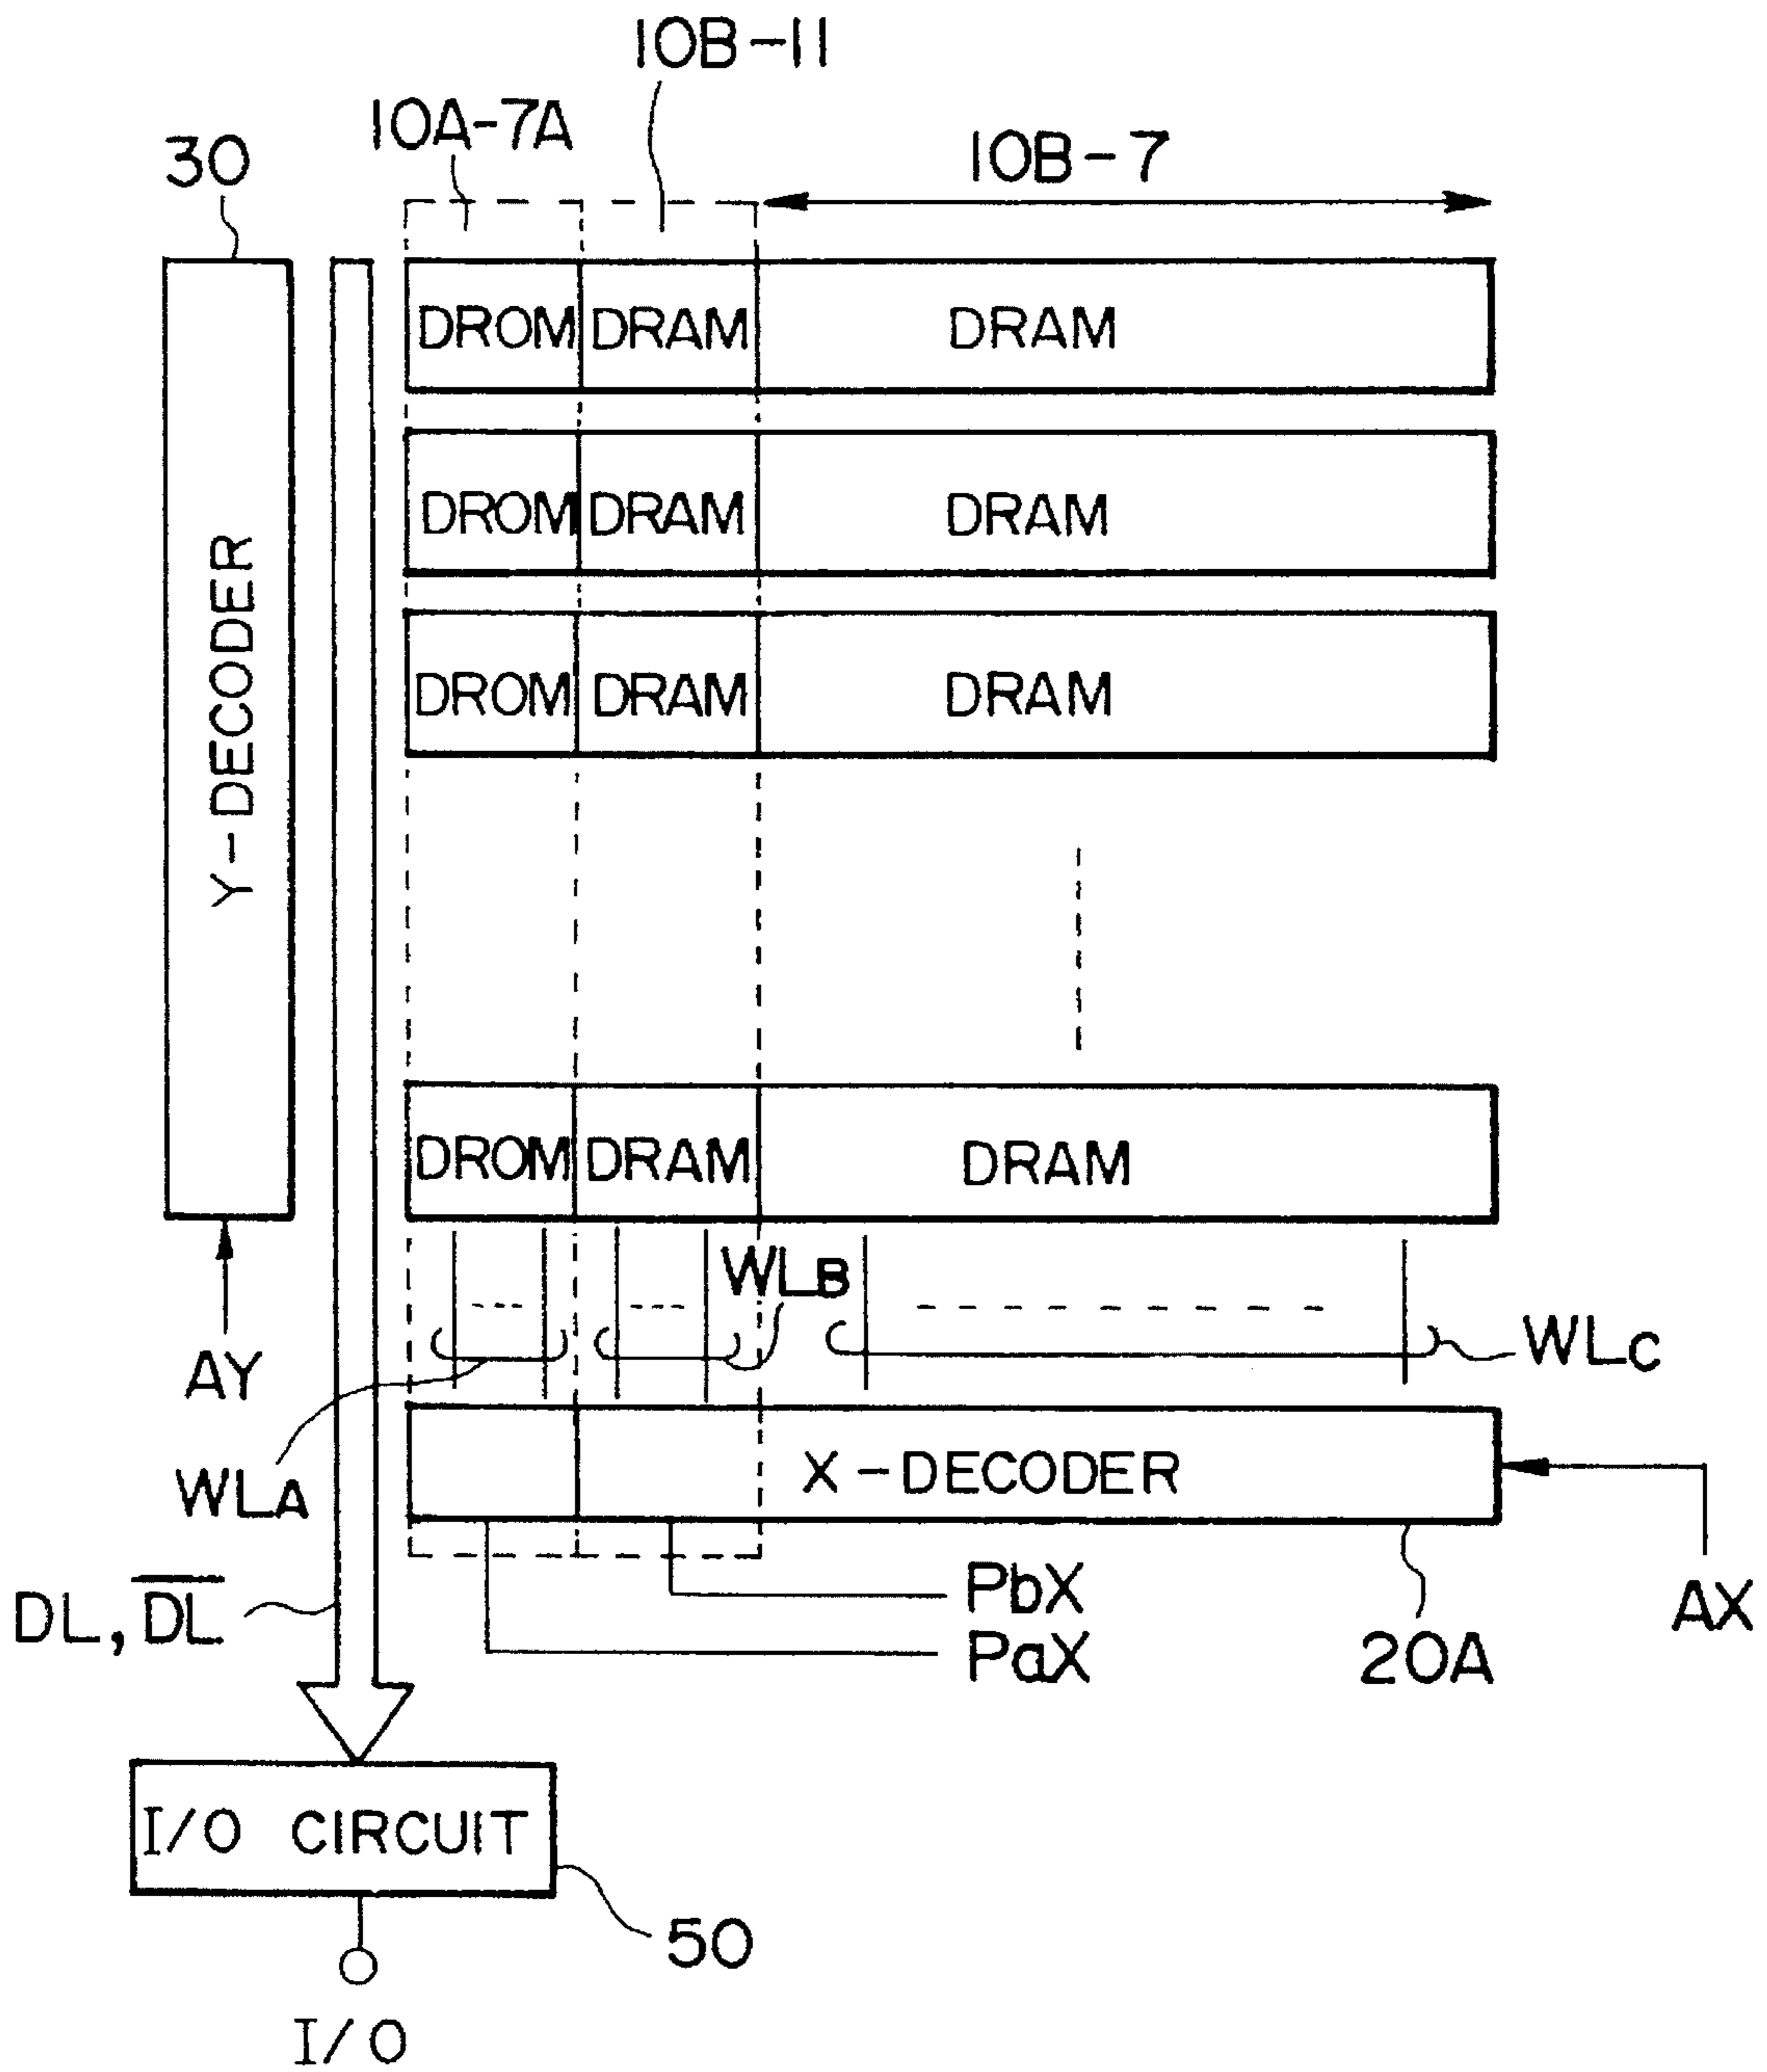 10B-11
10A-7A
10B-7
30
DROM DRAM DRAM
DROM DRAM DRAM
DROM DRAM DRAM
Y-DECODER
DROM DRAM DRAM
WLB
WLC
AY
X-DECODER
WLA
PbX
DL, D̅L̅
AX
PaX
20A
I/O CIRCUIT
50
I/O